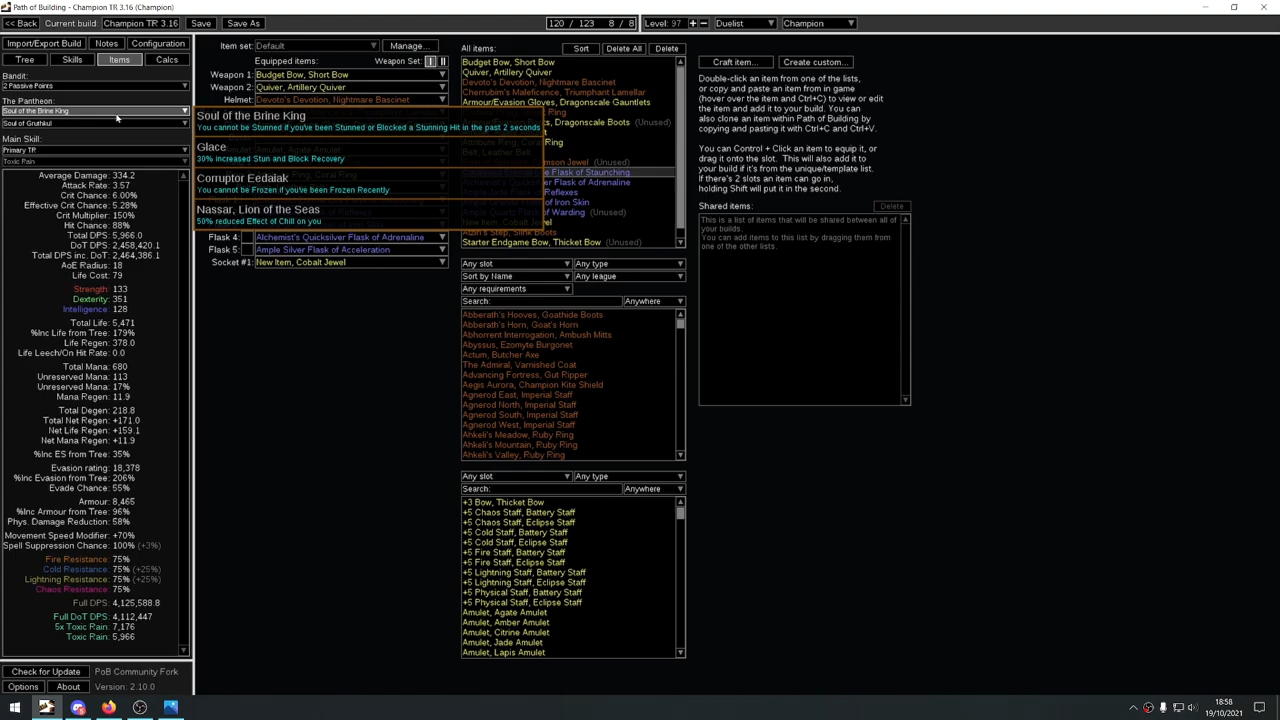 Path of Building - Champion TR 3.16 (Champion)
<< Back Current build: Champion TR 3.16 Save Save As 120 / 123 8 / 8 Level: 97 + - Duelist Champion
Import/Export Build Notes Configuration
Tree Skills Items Calcs
Bandit:
2 Passive Points
The Pantheon:
Soul of the Brine King
Soul of Gruthkul
Main Skill:
Primary TR
Toxic Pain
Average Damage: 334.2
Attack Rate: 3.57
Crit Chance: 6.00%
Effective Crit Chance: 5.28%
Crit Multiplier: 150%
Hit Chance: 88%
Total DPS: 5,966.0
DoT DPS: 2,458,420.1
Total DPS inc. DoT: 2,464,386.1
AoE Radius: 18
Life Cost: 79
Strength: 133
Dexterity: 351
Intelligence: 128
Total Life: 5,471
%Inc Life from Tree: 179%
Life Regen: 378.0
Life Leech/On Hit Rate: 0.0
Total Mana: 680
Unreserved Mana: 113
Unreserved Mana: 17%
Mana Regen: 11.9
Total Degen: 218.8
Total Net Regen: +171.0
Net Life Regen: +159.1
Net Mana Regen: +11.9
%Inc ES from Tree: 35%
Evasion rating: 18,378
%Inc Evasion from Tree: 206%
Evade Chance: 55%
Armour: 8,465
%Inc Armour from Tree: 96%
Phys. Damage Reduction: 58%
Movement Speed Modifier: +70%
Spell Suppression Chance: 100% (+3%)
Fire Resistance: 75%
Cold Resistance: 75% (+25%)
Lightning Resistance: 75% (+25%)
Chaos Resistance: 75%
Full DPS: 4,125,588.8
Full DoT DPS: 4,112,447
5x Toxic Rain: 7,176
Toxic Rain: 5,966
Check for Update PoB Community Fork
Options About Version: 2.10.0
Item set: Default Manage...
Equipped items: Weapon Set: I II
Weapon 1: Budget Bow, Short Bow
Weapon 2: Quiver, Artillery Quiver
Helmet: Devoto's Devotion, Nightmare Bascinet
Soul of the Brine King
You cannot be Stunned if you've been Stunned or Blocked a Stunning Hit in the past 2 seconds
Glace
30% increased Stun and Block Recovery
Corruptor Eedaiak
You cannot be Frozen if you've been Frozen Recently
Nassar, Lion of the Seas
50% reduced Effect of Chill on you
Flask 4: Alchemist's Quicksilver Flask of Adrenaline
Flask 5: Ample Silver Flask of Acceleration
Socket #1: New Item, Cobalt Jewel
All items: Sort Delete All Delete
Budget Bow, Short Bow
Quiver, Artillery Quiver
Devoto's Devotion, Nightmare Bascinet
Cherrubim's Maleficence, Triumphant Lamellar
Armour/Evasion Gloves, Dragonscale Gauntlets
Dragonscale Boots (Unused)
Coral Ring
Jewel (Unused)
Flask of Staunching
Flask of Adrenaline
Flask of Reflexes
of Iron Skin
of Warding (Unused)
Cobalt Jewel
Slink Boots
Starter Endgame Bow, Thicket Bow (Unused)
Any slot Any type
Sort by Name Any league
Any requirements
Search: Anywhere
Abberath's Hooves, Goathide Boots
Abberath's Horn, Goat's Horn
Abhorrent Interrogation, Ambush Mitts
Abyssus, Ezomyte Burgonet
Actum, Butcher Axe
The Admiral, Varnished Coat
Advancing Fortress, Gut Ripper
Aegis Aurora, Champion Kite Shield
Agnerod East, Imperial Staff
Agnerod North, Imperial Staff
Agnerod South, Imperial Staff
Agnerod West, Imperial Staff
Ahkeli's Meadow, Ruby Ring
Ahkeli's Mountain, Ruby Ring
Ahkeli's Valley, Ruby Ring
Any slot Any type
Search: Anywhere
+3 Bow, Thicket Bow
+5 Chaos Staff, Battery Staff
+5 Chaos Staff, Eclipse Staff
+5 Cold Staff, Battery Staff
+5 Cold Staff, Eclipse Staff
+5 Fire Staff, Battery Staff
+5 Fire Staff, Eclipse Staff
+5 Lightning Staff, Battery Staff
+5 Lightning Staff, Eclipse Staff
+5 Physical Staff, Battery Staff
+5 Physical Staff, Eclipse Staff
Amulet, Agate Amulet
Amulet, Amber Amulet
Amulet, Citrine Amulet
Amulet, Jade Amulet
Amulet, Lapis Amulet
Craft item... Create custom...
Double-click an item from one of the lists,
or copy and paste an item from in game
(hover over the item and Ctrl+C) to view or edit
the item and add it to your build. You can
also clone an item within Path of Building by
copying and pasting it with Ctrl+C and Ctrl+V.
You can Control + Click an item to equip it, or
drag it onto the slot. This will also add it to
your build if it's from the unique/template list.
If there's 2 slots an item can go in,
holding Shift will put it in the second.
Shared items: Delete
This is a list of items that will be shared between all of
your builds.
You can add items to this list by dragging them from
one of the other lists.
18:58
19/10/2021